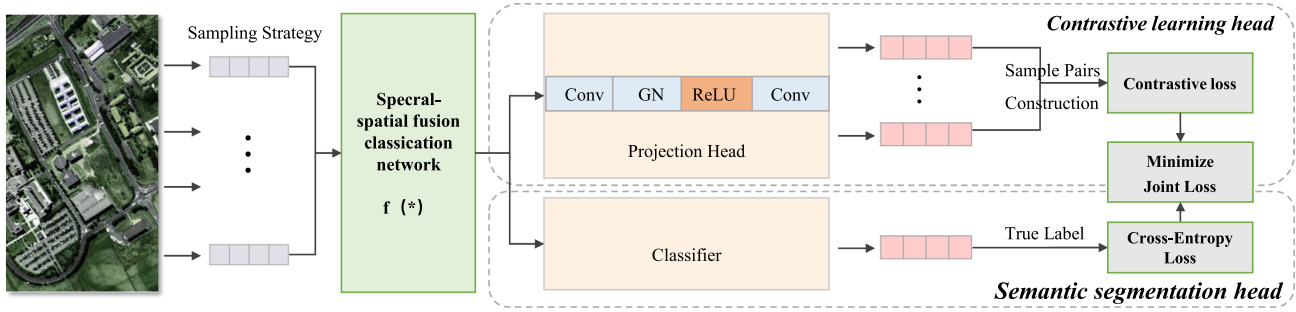 Sampling Strategy
Specral-
spatial fusion
classication
network
f (*)
Contrastive learning head
Conv GN ReLU Conv
Projection Head
Sample Pairs
Construction
Contrastive loss
Minimize
Joint Loss
Classifier
True Label
Cross-Entropy
Loss
Semantic segmentation head